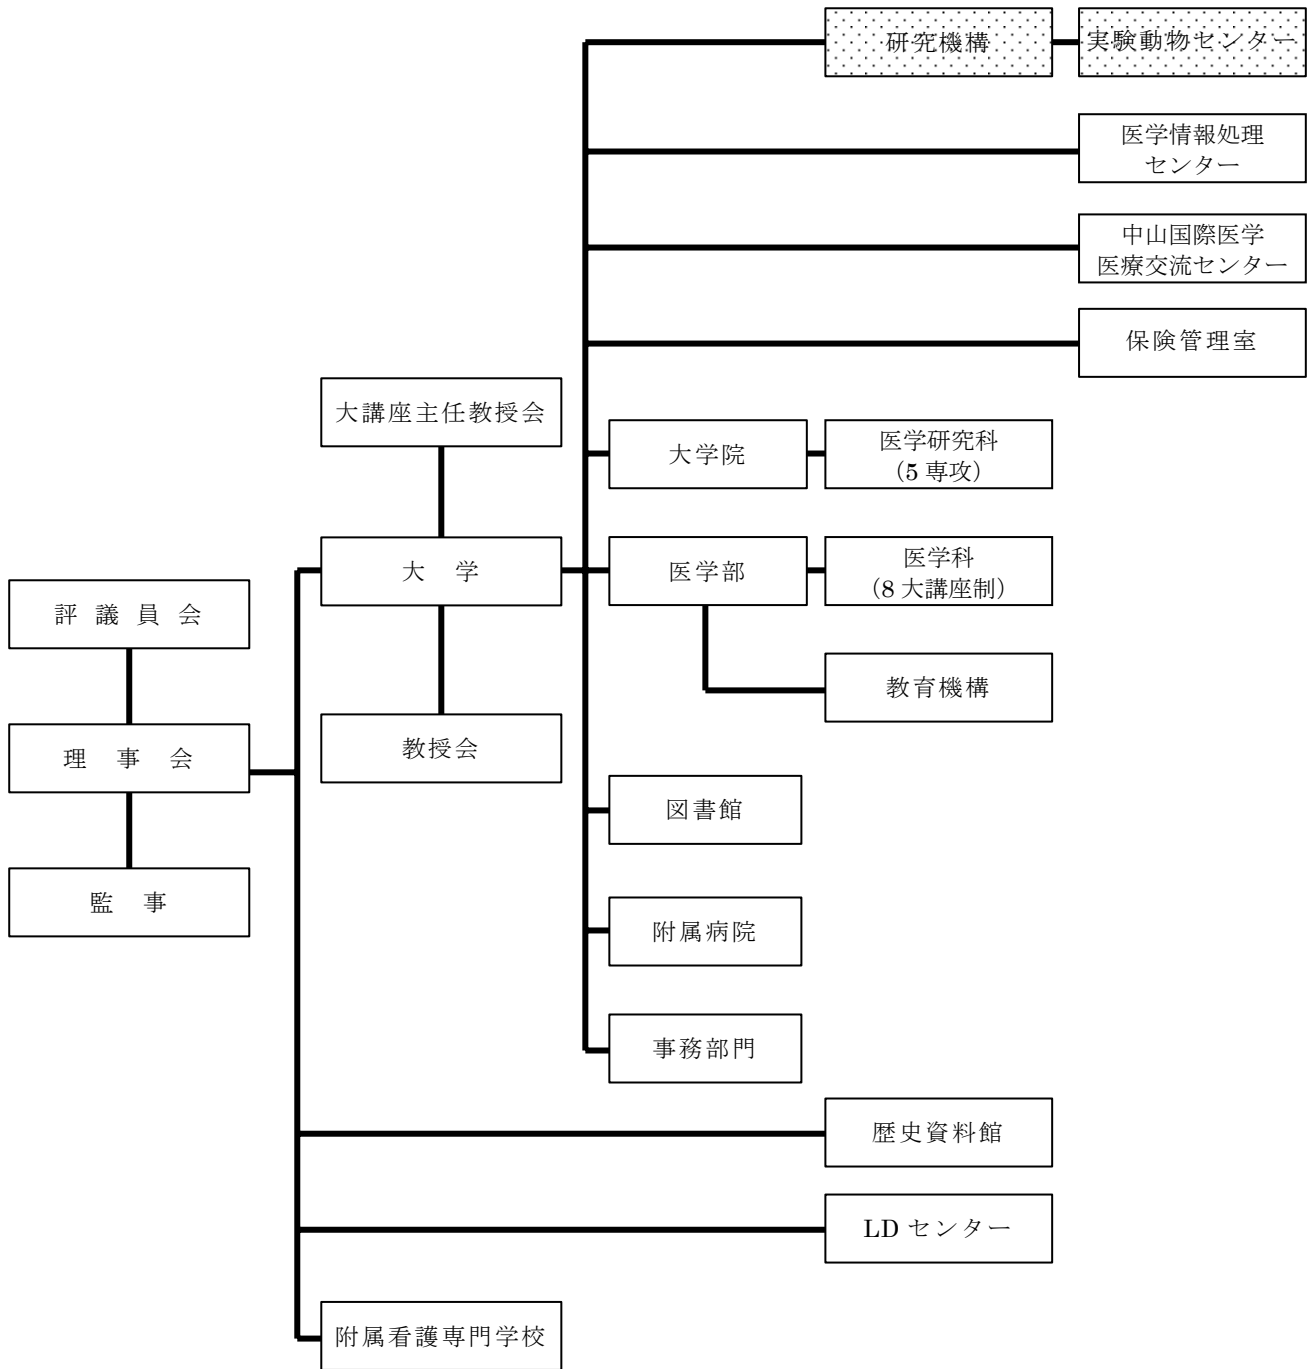 研究機構
実験動物センター
医学情報処理
センター
中山国際医学
医療交流センター
保険管理室
大講座主任教授会
大学院
医学研究科
（5 専攻）
大　学
医学部
医学科
（8 大講座制）
評 議 員 会
教育機構
理　事　会
教授会
図書館
監　事
附属病院
事務部門
歴史資料館
LD センター
附属看護専門学校